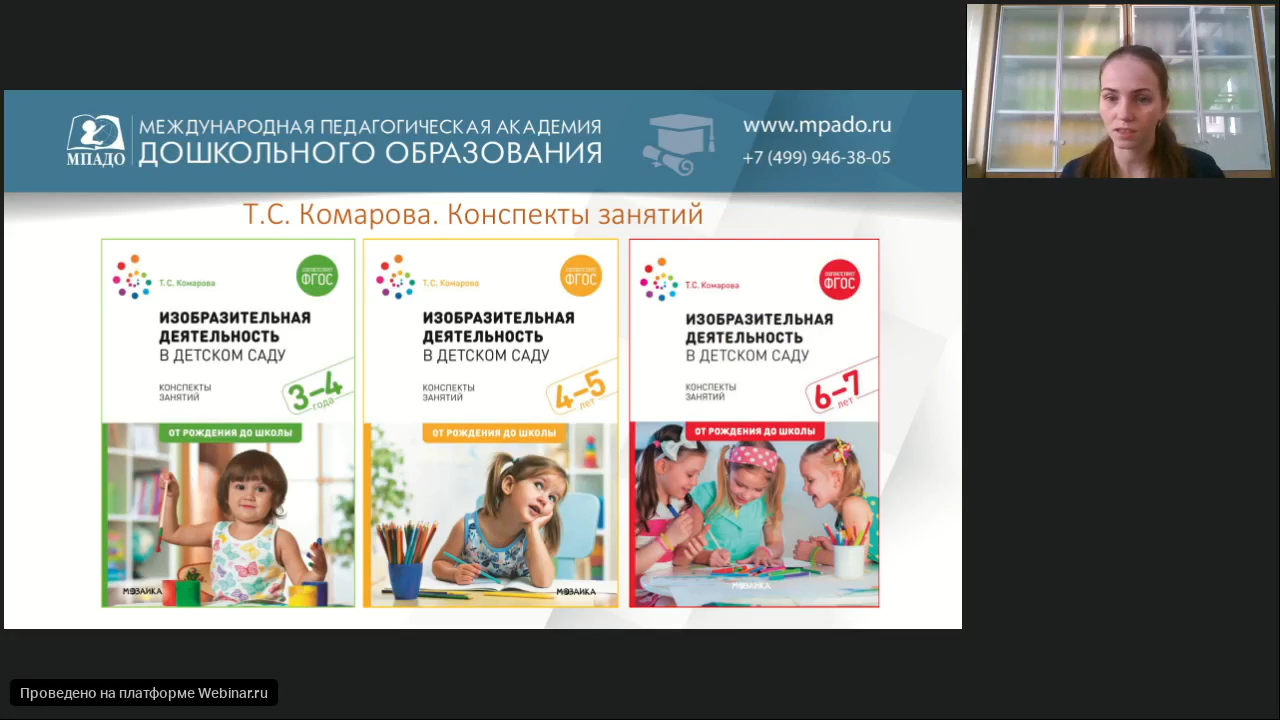 МПАДО
МЕЖДУНАРОДНАЯ ПЕДАГОГИЧЕСКАЯ АКАДЕМИЯ
ДОШКОЛЬНОГО ОБРАЗОВАНИЯ
www.mpado.ru
+7 (499) 946-38-05
Т.С. Комарова. Конспекты занятий
Т.С. Комарова
ФГОС
ИЗОБРАЗИТЕЛЬНАЯ
ДЕЯТЕЛЬНОСТЬ
В ДЕТСКОМ САДУ
КОНСПЕКТЫ
ЗАНЯТИЙ
3–4
года
ОТ РОЖДЕНИЯ ДО ШКОЛЫ
МОЗАИКА
Т.С. Комарова
ФГОС
ИЗОБРАЗИТЕЛЬНАЯ
ДЕЯТЕЛЬНОСТЬ
В ДЕТСКОМ САДУ
КОНСПЕКТЫ
ЗАНЯТИЙ
4–5
лет
ОТ РОЖДЕНИЯ ДО ШКОЛЫ
МОЗАИКА
Т.С. Комарова
ФГОС
ИЗОБРАЗИТЕЛЬНАЯ
ДЕЯТЕЛЬНОСТЬ
В ДЕТСКОМ САДУ
КОНСПЕКТЫ
ЗАНЯТИЙ
6–7
лет
ОТ РОЖДЕНИЯ ДО ШКОЛЫ
МОЗАИКА
Проведено на платформе Webinar.ru